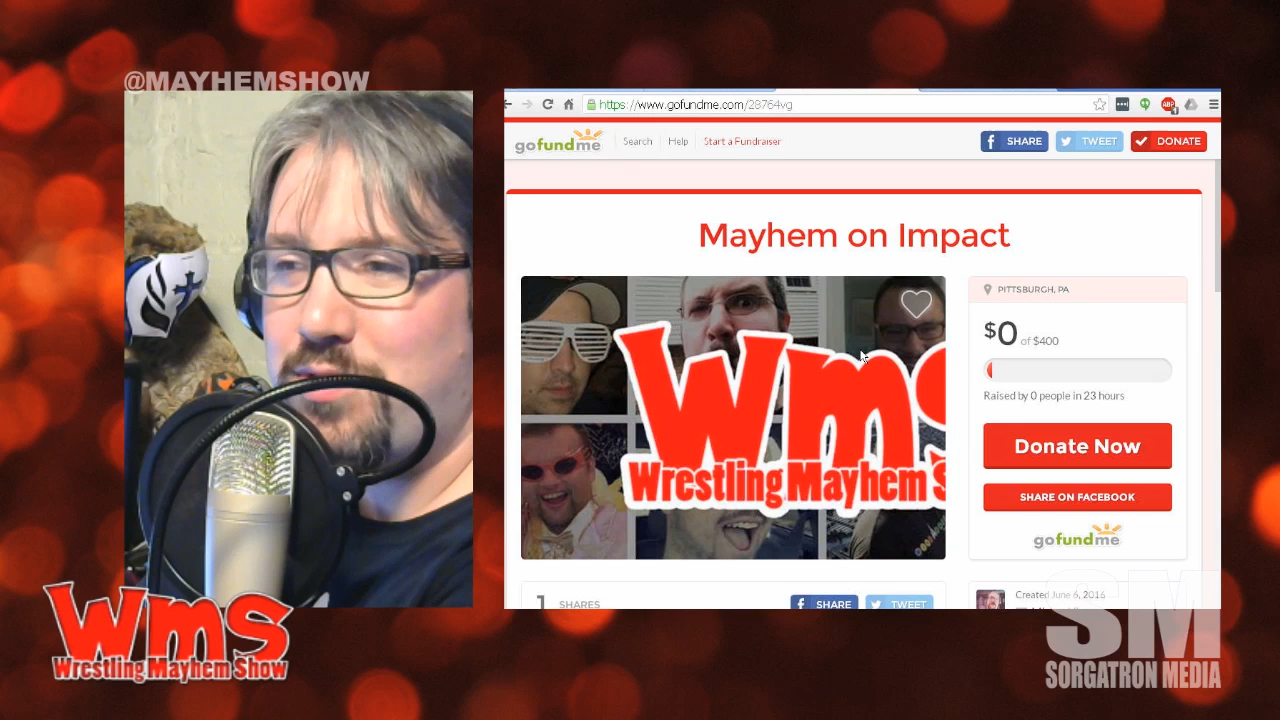 @MAYHEMSHOW
https://www.gofundme.com/28764vg
ABP
gofundme Search Help Start a Fundraiser
f SHARE TWEET DONATE
Mayhem on Impact
PITTSBURGH, PA
$0 of $400
Raised by 0 people in 23 hours
Donate Now
SHARE ON FACEBOOK
gofundme
Wms
Wrestling Mayhem S
1 SHARES f SHARE TWEET
Created June 6, 2016
Wms
Wrestling Mayhem Show
SM
SORGATRON MEDIA